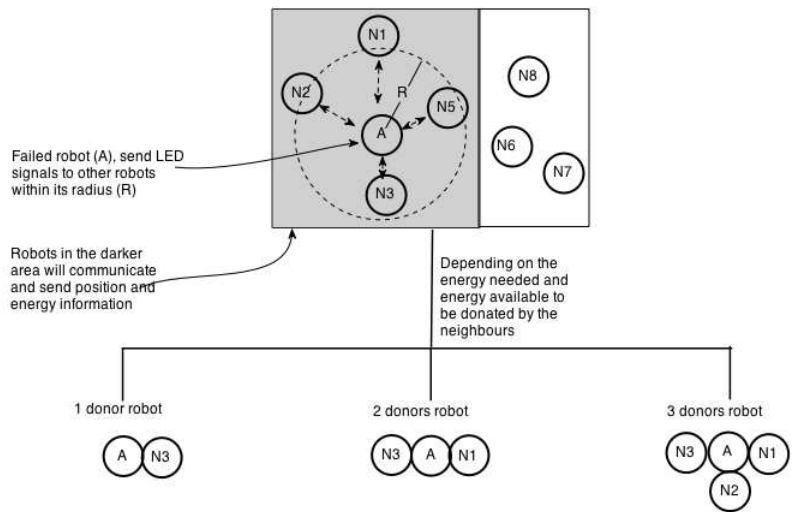 N1
N2
R
N5
A
N3
N8
N6
N7
Failed robot (A), send LED
signals to other robots
within its radius (R)
Robots in the darker
area will communicate
and send position and
energy information
Depending on the
energy needed and
energy available to
be donated by the
neighbours
1 donor robot
2 donors robot
3 donors robot
A N3
N3 A N1
N3 A N1
N2